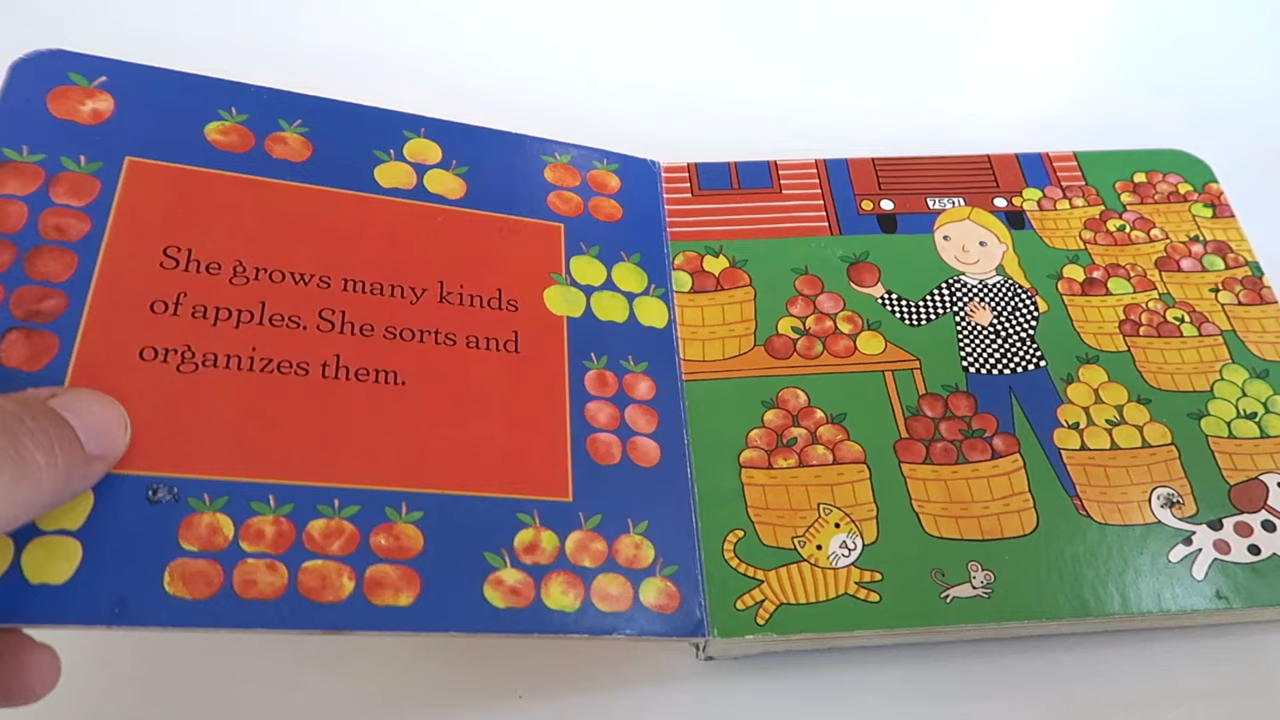 She grows many kinds
of apples. She sorts and
organizes them.
7591